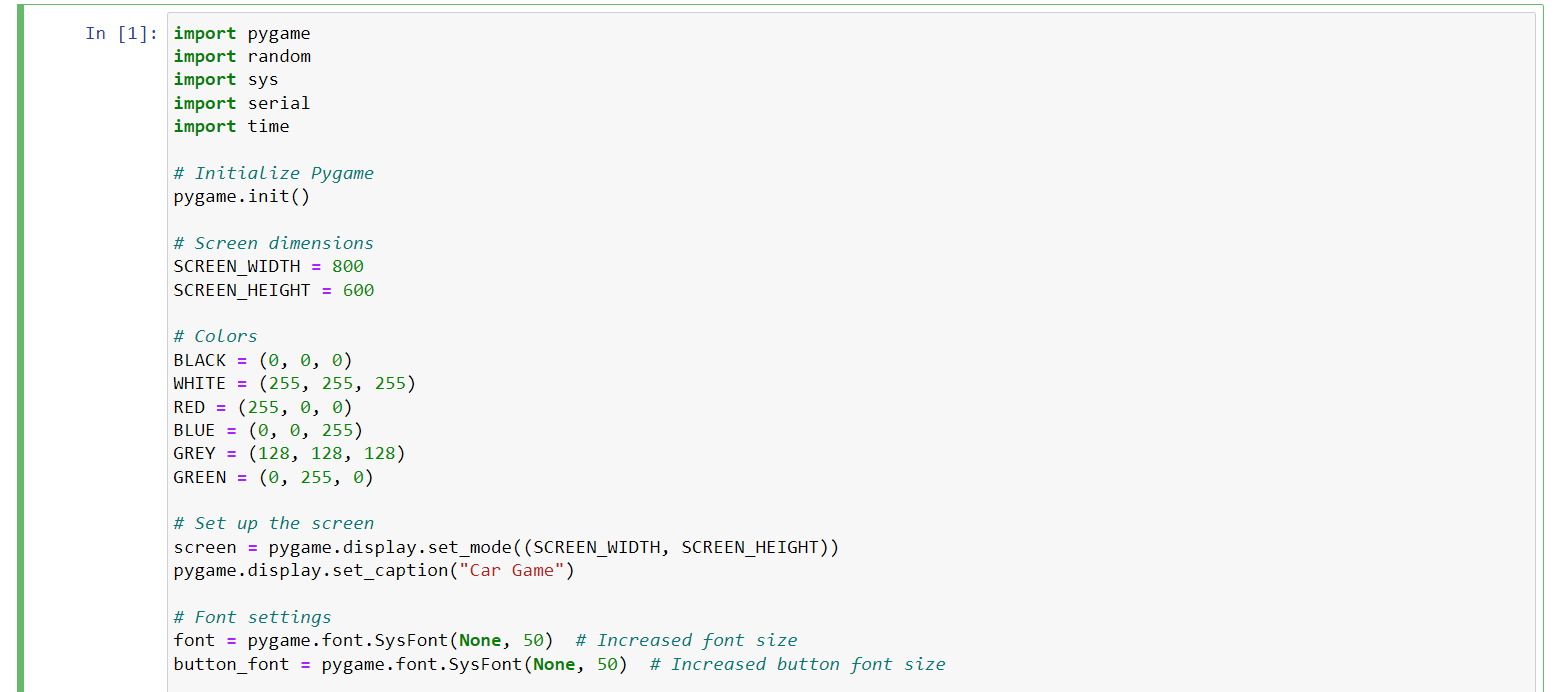 In [1]:
import pygame
import random
import sys
import serial
import time
# Initialize Pygame
pygame.init()
# Screen dimensions
SCREEN_WIDTH = 800
SCREEN_HEIGHT = 600
# Colors
BLACK = (0, 0, 0)
WHITE = (255, 255, 255)
RED = (255, 0, 0)
BLUE = (0, 0, 255)
GREY = (128, 128, 128)
GREEN = (0, 255, 0)
# Set up the screen
screen = pygame.display.set_mode((SCREEN_WIDTH, SCREEN_HEIGHT))
pygame.display.set_caption("Car Game")
# Font settings
font = pygame.font.SysFont(None, 50)  # Increased font size
button_font = pygame.font.SysFont(None, 50)  # Increased button font size